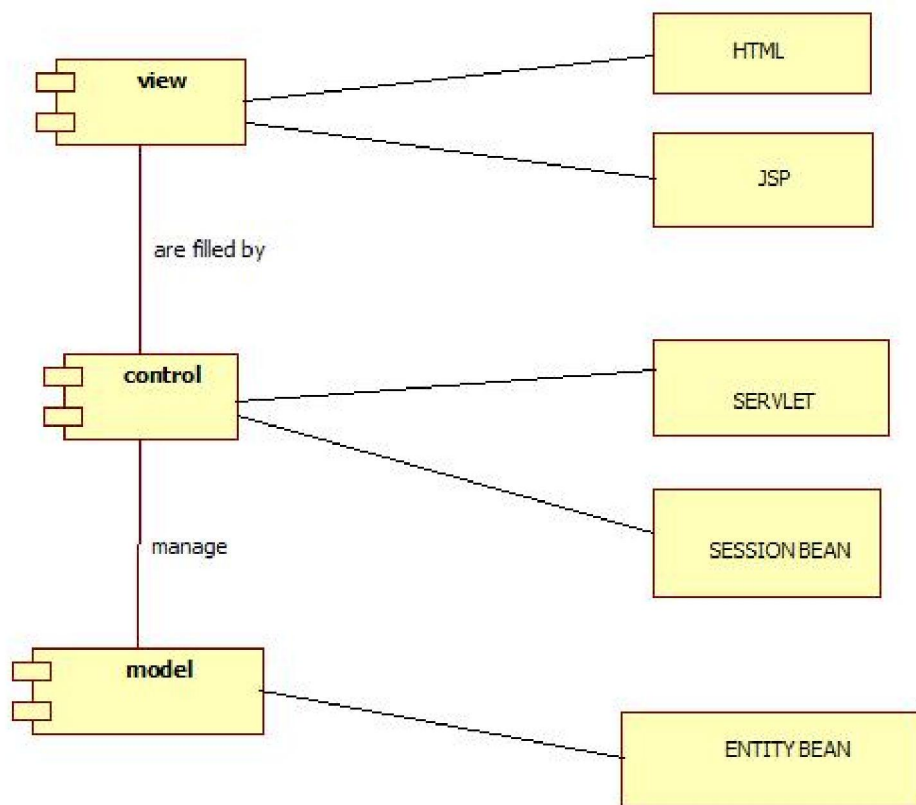 view
HTML
JSP
are filled by
control
SERVLET
SESSION BEAN
manage
model
ENTITY BEAN